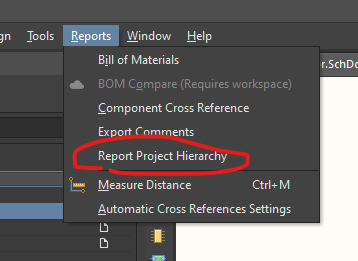 gn Tools Reports Window Help
Bill of Materials
er.SchDo
BOM Compare (Requires workspace)
Component Cross Reference
Export Comments
Report Project Hierarchy
Measure Distance Ctrl+M
Automatic Cross References Settings